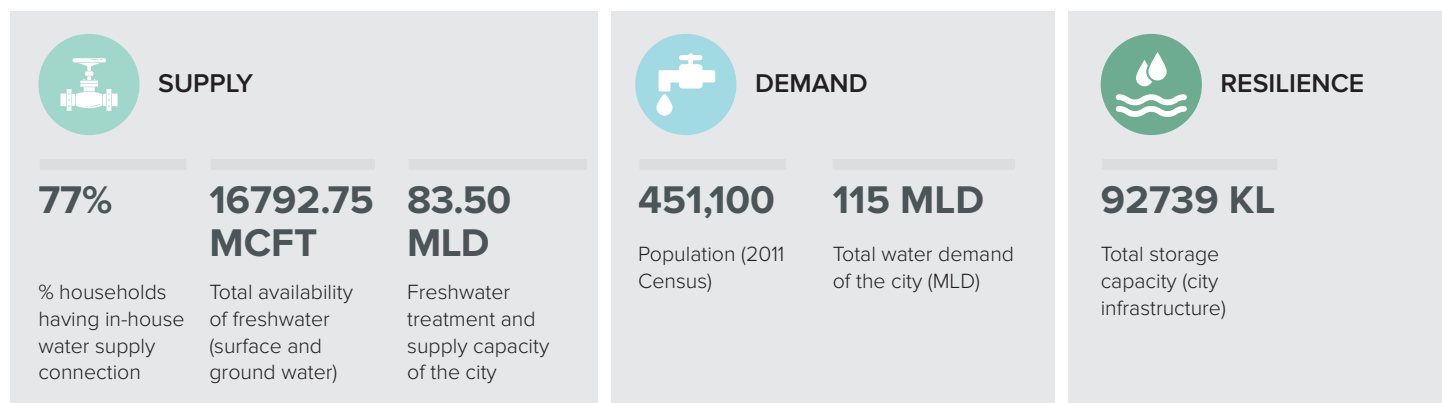 SUPPLY
77%
% households
having in-house
water supply
connection
16792.75
MCFT
Total availability
of freshwater
(surface and
ground water)
83.50
MLD
Freshwater
treatment and
supply capacity
of the city
DEMAND
451,100
Population (2011
Census)
115 MLD
Total water demand
of the city (MLD)
RESILIENCE
92739 KL
Total storage
capacity (city
infrastructure)